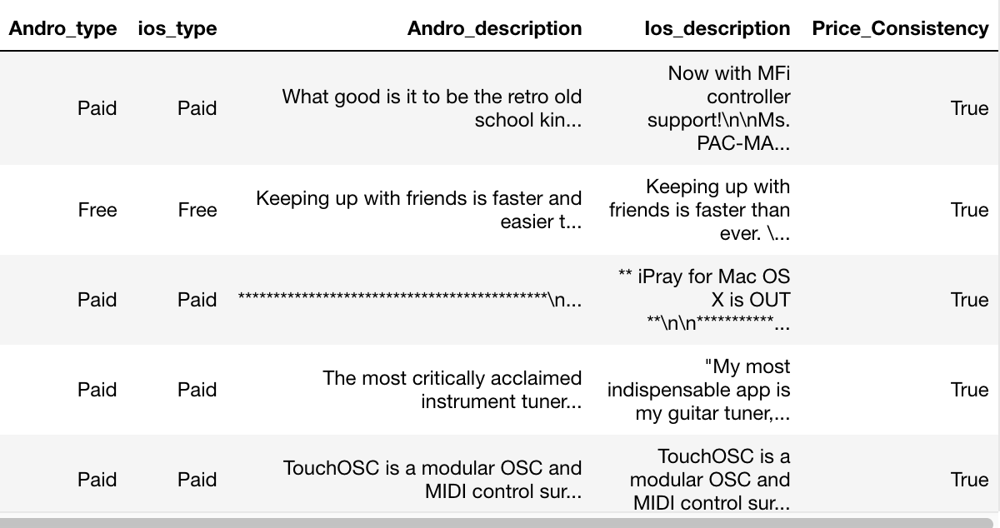 Andro_type ios_type Andro_description Ios_description Price_Consistency
Paid Paid What good is it to be the retro old
school kin... Now with MFi
controller
support!\n\nMs.
PAC-MA... True
Free Free Keeping up with friends is faster and
easier t... Keeping up with
friends is faster than
ever. \... True
Paid Paid ********************************************\n... ** iPray for Mac OS
X is OUT
**\n\n***********... True
Paid Paid The most critically acclaimed
instrument tuner... "My most
indispensable app is
my guitar tuner,... True
Paid Paid TouchOSC is a modular OSC and
MIDI control sur... TouchOSC is a
modular OSC and
MIDI control sur... True